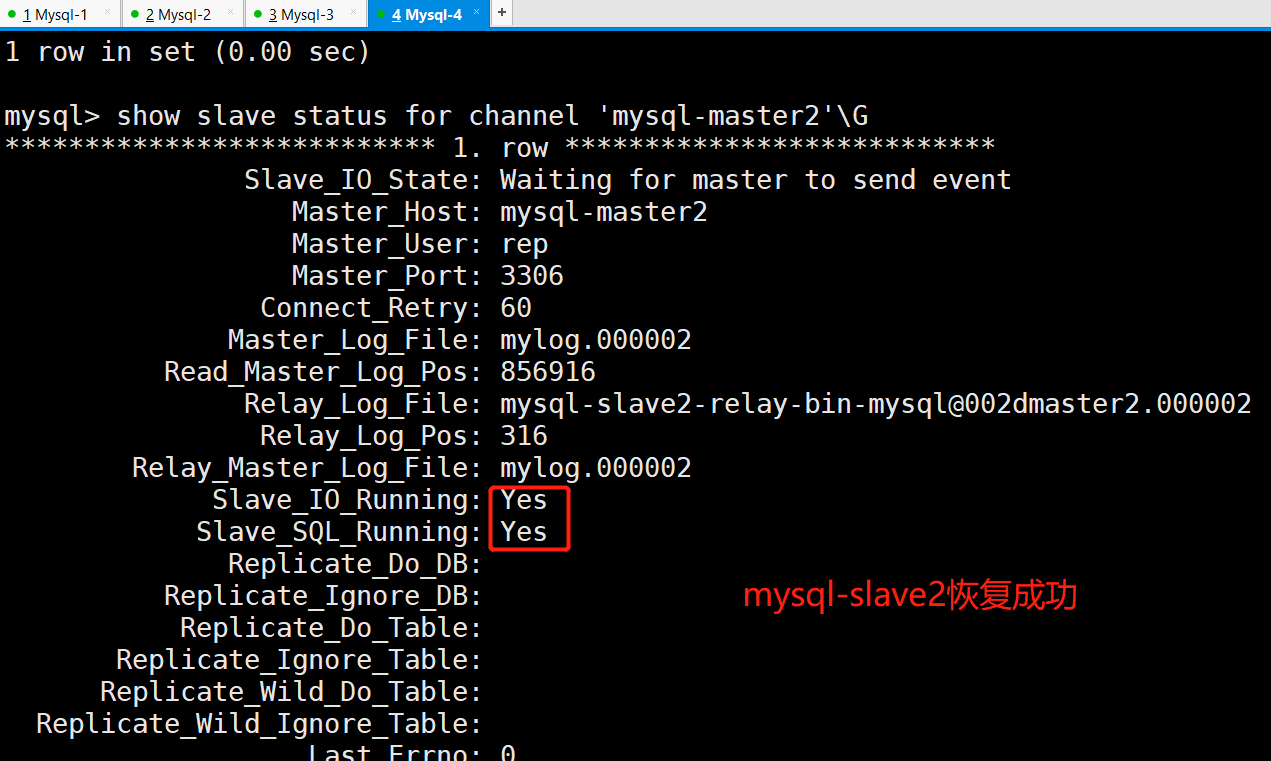 1 Mysql-1 × 2 Mysql-2 × 3 Mysql-3 × 4 Mysql-4 × +
1 row in set (0.00 sec)
mysql> show slave status for channel 'mysql-master2'\G
*************************** 1. row ***************************
Slave_IO_State: Waiting for master to send event
Master_Host: mysql-master2
Master_User: rep
Master_Port: 3306
Connect_Retry: 60
Master_Log_File: mylog.000002
Read_Master_Log_Pos: 856916
Relay_Log_File: mysql-slave2-relay-bin-mysql@002dmaster2.000002
Relay_Log_Pos: 316
Relay_Master_Log_File: mylog.000002
Slave_IO_Running: Yes
Slave_SQL_Running: Yes
Replicate_Do_DB:
Replicate_Ignore_DB:
mysql-slave2恢复成功
Replicate_Do_Table:
Replicate_Ignore_Table:
Replicate_Wild_Do_Table:
Replicate_Wild_Ignore_Table:
Last_Errno: 0